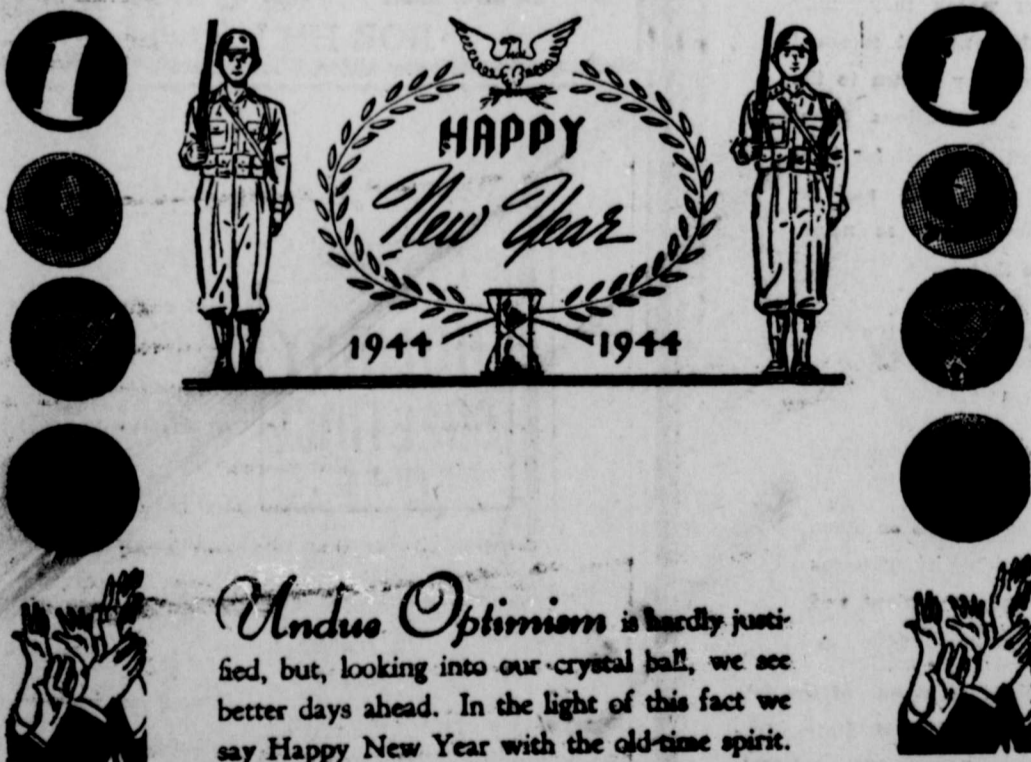 HAPPY
New Year
1944 1944
Undue Optimism is hardly justi-
fied, but, looking into our crystal ball, we see
better days ahead. In the light of this fact we
say Happy New Year with the old-time spirit.